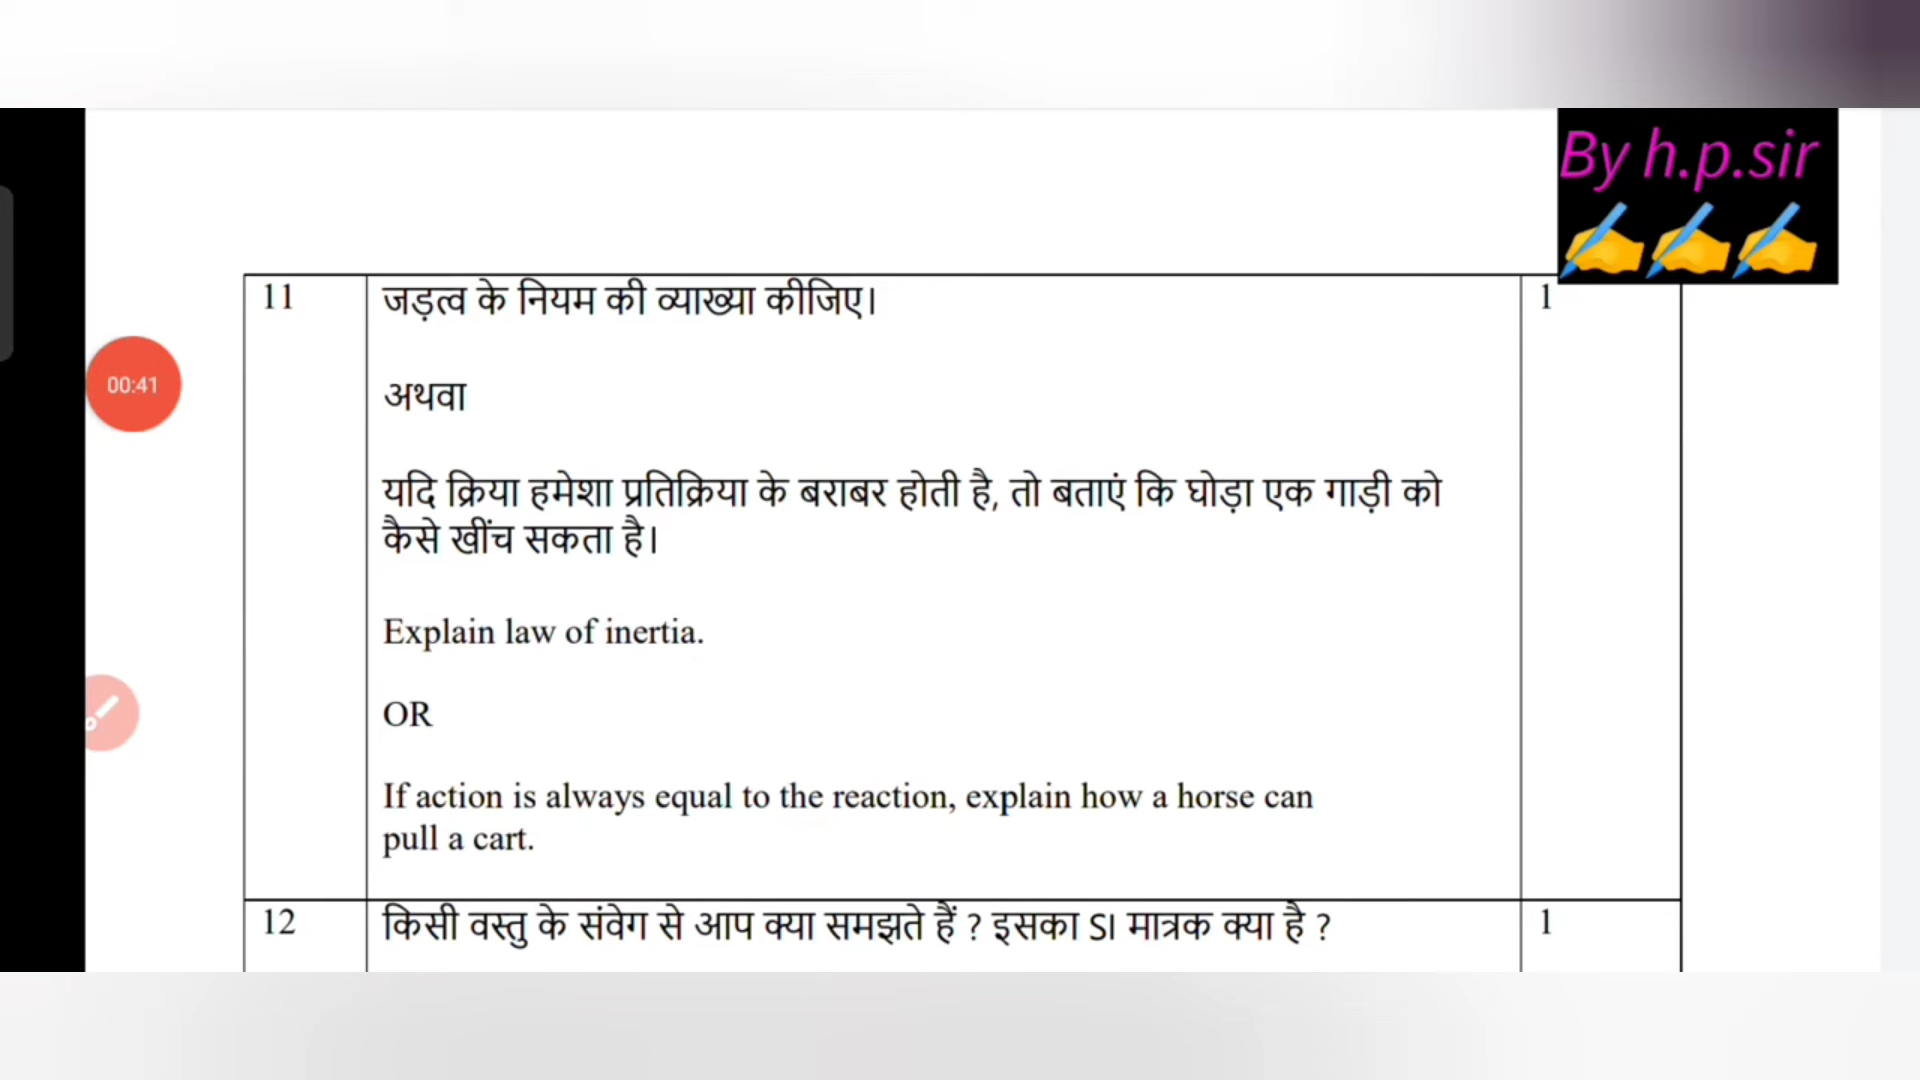 By h.p.sir
11
जड़त्व के नियम की व्याख्या कीजिए।
1
00:41
अथवा
यदि क्रिया हमेशा प्रतिक्रिया के बराबर होती है, तो बताएं कि घोड़ा एक गाड़ी को
कैसे खींच सकता है।
Explain law of inertia.
OR
If action is always equal to the reaction, explain how a horse can
pull a cart.
12
किसी वस्तु के संवेग से आप क्या समझते हैं ? इसका SI मात्रक क्या है ?
1